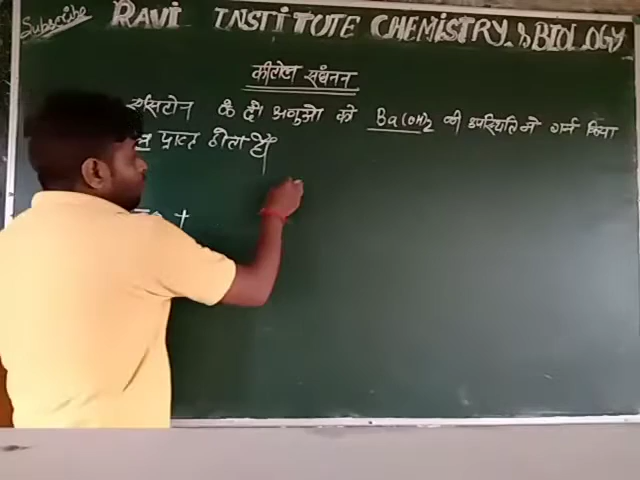 Subscribe RAVI INSTITUTE CHEMISTRY & BIOLOGY
कीटोल संघनन
एसिटोन के दो अणुओ को Ba(OH)2 की उपस्थिति मे गर्म किया
प्राप्त होता है
+